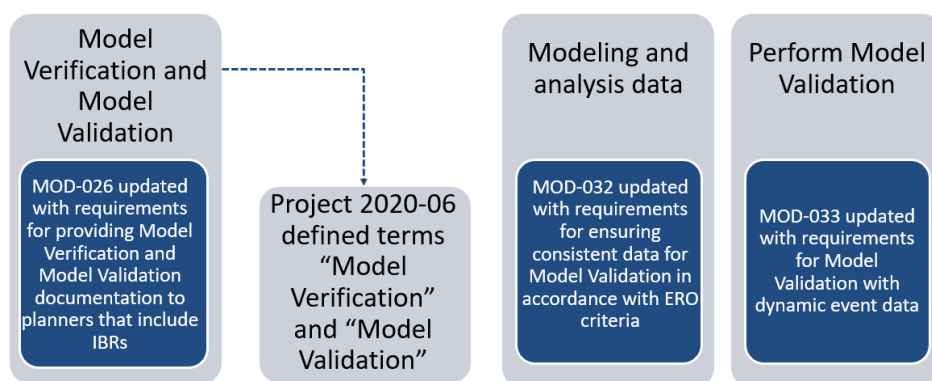 Model
Verification and
Model
Validation
MOD-026 updated
with requirements
for providing Model
Verification and
Model Validation
documentation to
planners that include
IBRs
Project 2020-06
defined terms
“Model
Verification”
and “Model
Validation”
Modeling and
analysis data
MOD-032 updated
with requirements
for ensuring
consistent data for
Model Validation in
accordance with ERO
criteria
Perform Model
Validation
MOD-033 updated
with requirements
for Model
Validation with
dynamic event data